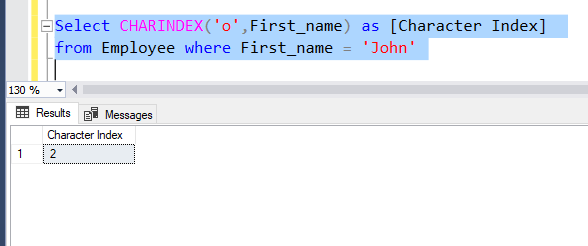 Select CHARINDEX('o',First_name) as [Character Index]
from Employee where First_name = 'John'
130 %
Results Messages
Character Index
1 2